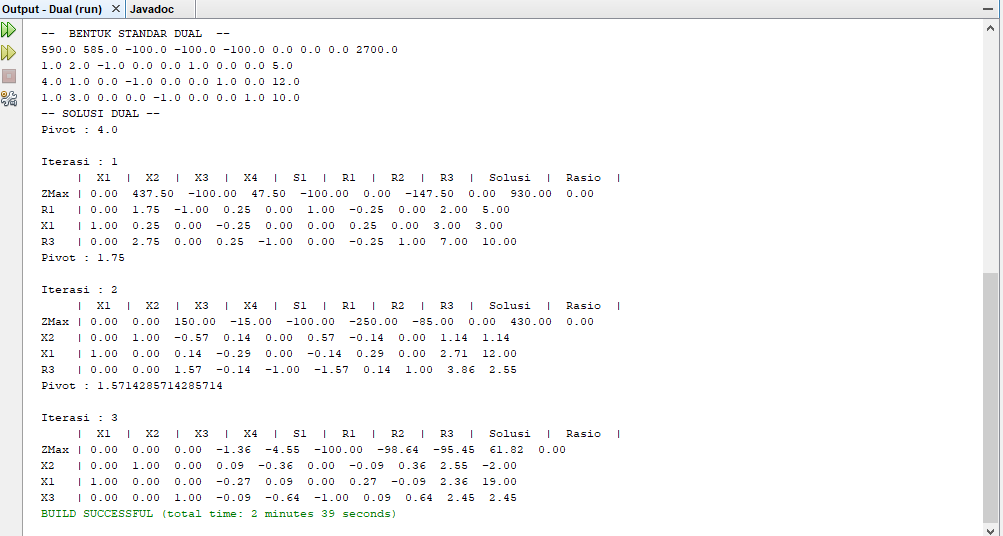 Output - Dual (run) × Javadoc
-- BENTUK STANDAR DUAL --
590.0 585.0 -100.0 -100.0 -100.0 0.0 0.0 0.0 2700.0
1.0 2.0 -1.0 0.0 0.0 1.0 0.0 0.0 5.0
4.0 1.0 0.0 -1.0 0.0 0.0 1.0 0.0 12.0
1.0 3.0 0.0 0.0 -1.0 0.0 0.0 1.0 10.0
-- SOLUSI DUAL --
Pivot : 4.0
Iterasi : 1
| X1 | X2 | X3 | X4 | S1 | R1 | R2 | R3 | Solusi | Rasio |
ZMax | 0.00 437.50 -100.00 47.50 -100.00 0.00 -147.50 0.00 930.00 0.00
R1 | 0.00 1.75 -1.00 0.25 0.00 1.00 -0.25 0.00 2.00 5.00
X1 | 1.00 0.25 0.00 -0.25 0.00 0.00 0.25 0.00 3.00 3.00
R3 | 0.00 2.75 0.00 0.25 -1.00 0.00 -0.25 1.00 7.00 10.00
Pivot : 1.75
Iterasi : 2
| X1 | X2 | X3 | X4 | S1 | R1 | R2 | R3 | Solusi | Rasio |
ZMax | 0.00 0.00 150.00 -15.00 -100.00 -250.00 -85.00 0.00 430.00 0.00
X2 | 0.00 1.00 -0.57 0.14 0.00 0.57 -0.14 0.00 1.14 1.14
X1 | 1.00 0.00 0.14 -0.29 0.00 -0.14 0.29 0.00 2.71 12.00
R3 | 0.00 0.00 1.57 -0.14 -1.00 -1.57 0.14 1.00 3.86 2.55
Pivot : 1.5714285714285714
Iterasi : 3
| X1 | X2 | X3 | X4 | S1 | R1 | R2 | R3 | Solusi | Rasio |
ZMax | 0.00 0.00 0.00 -1.36 -4.55 -100.00 -98.64 -95.45 61.82 0.00
X2 | 0.00 1.00 0.00 0.09 -0.36 0.00 -0.09 0.36 2.55 -2.00
X1 | 1.00 0.00 0.00 -0.27 0.09 0.00 0.27 -0.09 2.36 19.00
X3 | 0.00 0.00 1.00 -0.09 -0.64 -1.00 0.09 0.64 2.45 2.45
BUILD SUCCESSFUL (total time: 2 minutes 39 seconds)